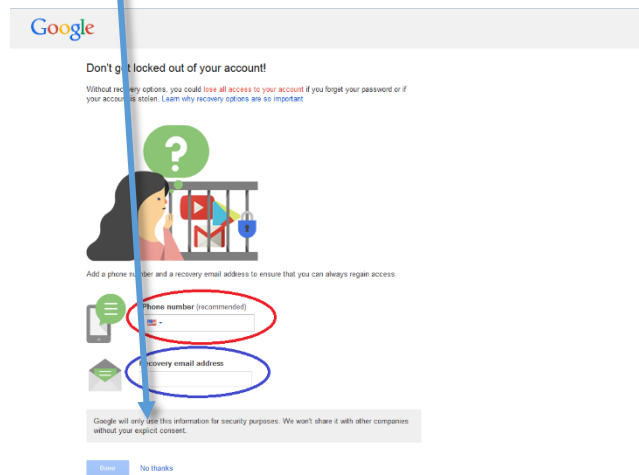 Google
Don't get locked out of your account!
Without recovery options, you could lose all access to your account if you forget your password or if
your account is stolen. Learn why recovery options are so important
?
Add a phone number and a recovery email address to ensure that you can always regain access.
Phone number (recommended)
Recovery email address
Google will only use this information for security purposes. We won't share it with other companies
without your explicit consent.
Done No thanks